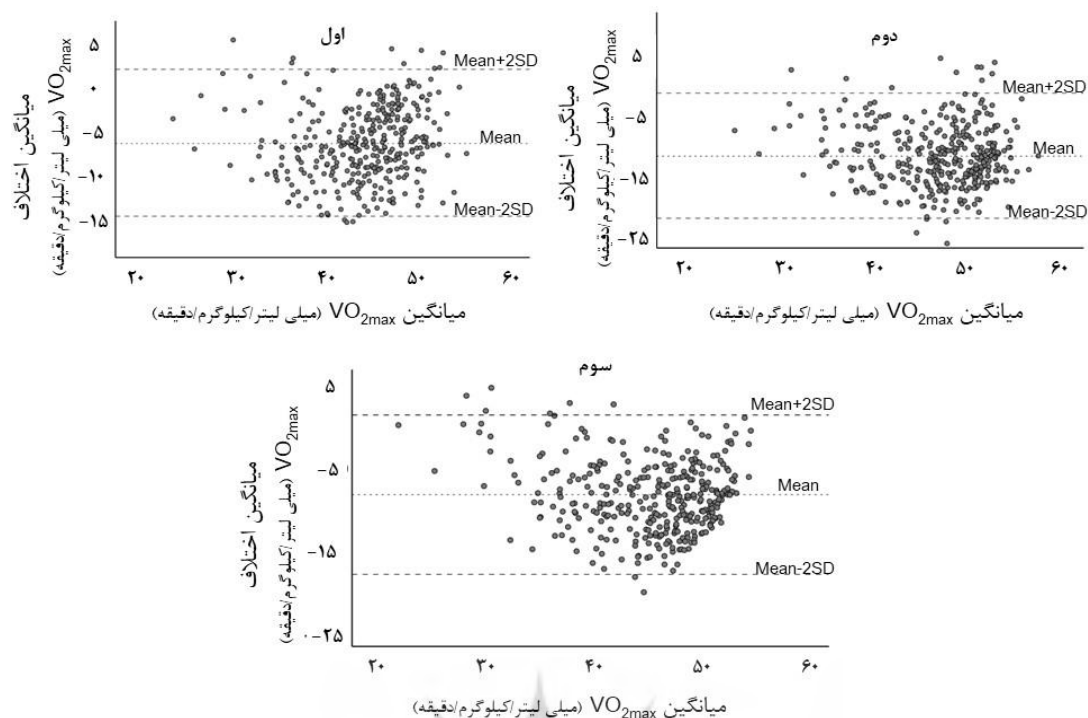 اول
۵
۰
-۵
-۱۰
-۱۵
Mean+2SD
Mean
Mean-2SD
میانگین اختلاف VO2max
(میلی لیتر/کیلوگرم/دقیقه)
۲۰ ۳۰ ۴۰ ۵۰ ۶۰
میانگین VO2max (میلی لیتر/کیلوگرم/دقیقه)
دوم
۵
-۵
-۱۵
-۲۵
Mean+2SD
Mean
Mean-2SD
میانگین اختلاف VO2max
(میلی لیتر/کیلوگرم/دقیقه)
۲۰ ۳۰ ۴۰ ۵۰ ۶۰
میانگین VO2max (میلی لیتر/کیلوگرم/دقیقه)
سوم
۵
-۵
-۱۵
-۲۵
Mean+2SD
Mean
Mean-2SD
میانگین اختلاف VO2max
(میلی لیتر/کیلوگرم/دقیقه)
۲۰ ۳۰ ۴۰ ۵۰ ۶۰
میانگین VO2max (میلی لیتر/کیلوگرم/دقیقه)